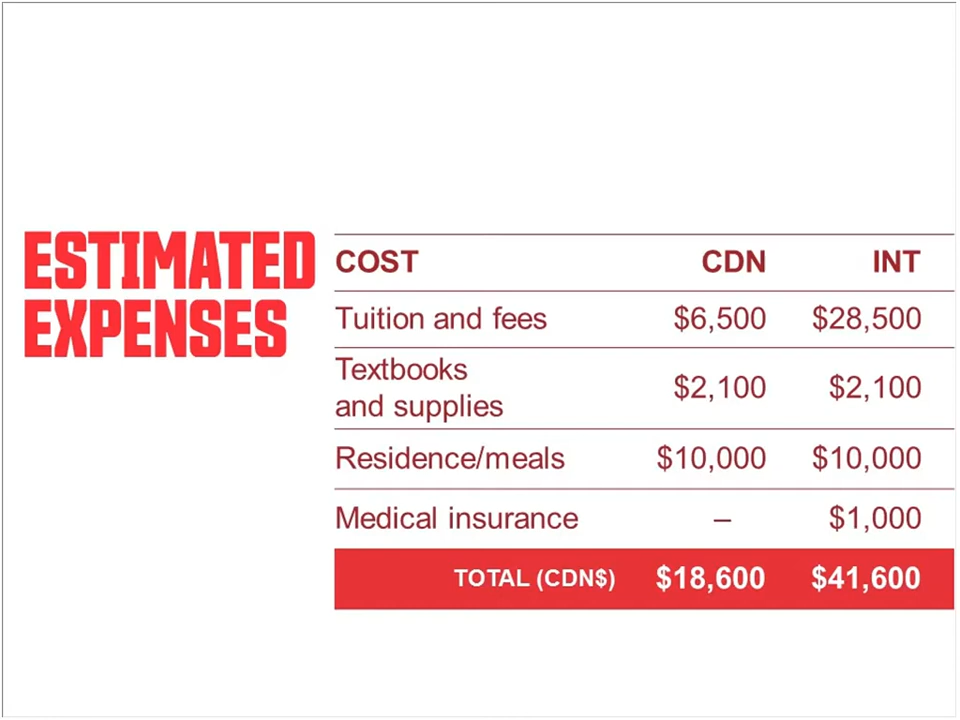 ESTIMATED
EXPENSES
COST CDN INT
Tuition and fees $6,500 $28,500
Textbooks
and supplies $2,100 $2,100
Residence/meals $10,000 $10,000
Medical insurance – $1,000
TOTAL (CDN$) $18,600 $41,600